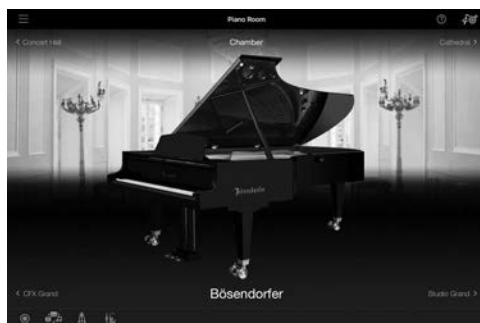 Piano Room
< Concert Hall
Chamber
Cathedral >
Bösendorfer
< CFX Grand
Bösendorfer
Studio Grand >